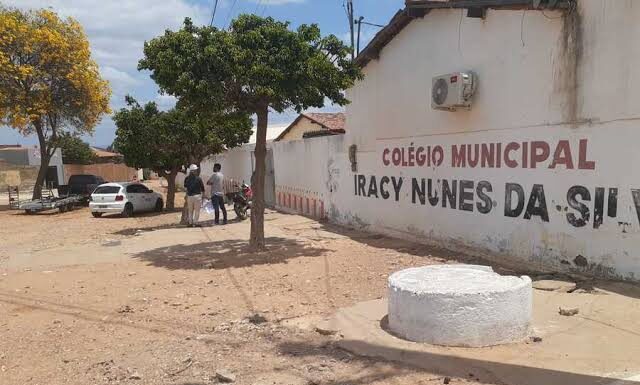 COLÉGIO MUNICIPAL
IRACY NUNES DA